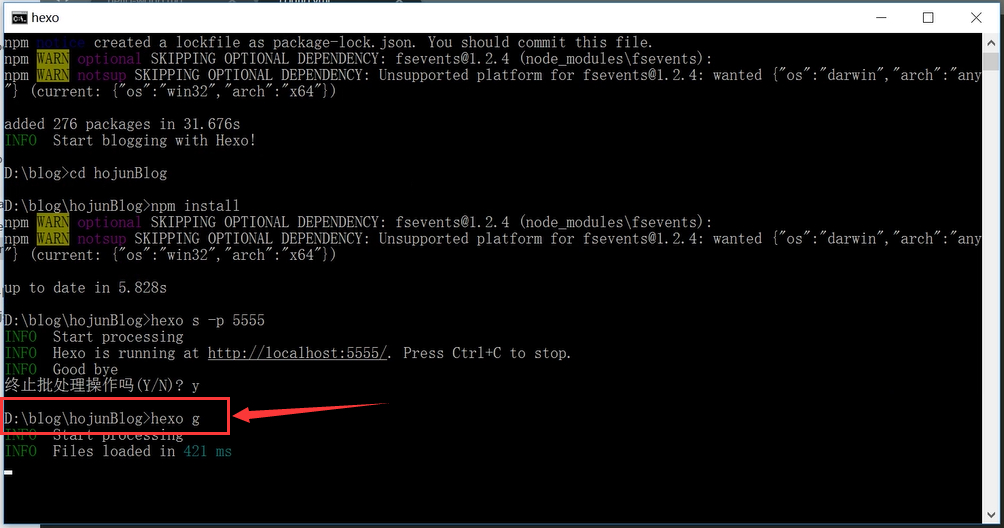 hexo
npm notice created a lockfile as package-lock.json. You should commit this file.
npm WARN optional SKIPPING OPTIONAL DEPENDENCY: fsevents@1.2.4 (node_modules\fsevents):
npm WARN notsup SKIPPING OPTIONAL DEPENDENCY: Unsupported platform for fsevents@1.2.4: wanted {"os":"darwin","arch":"any
"} (current: {"os":"win32","arch":"x64"})
added 276 packages in 31.676s
INFO  Start blogging with Hexo!
D:\blog>cd hojunBlog
D:\blog\hojunBlog>npm install
npm WARN optional SKIPPING OPTIONAL DEPENDENCY: fsevents@1.2.4 (node_modules\fsevents):
npm WARN notsup SKIPPING OPTIONAL DEPENDENCY: Unsupported platform for fsevents@1.2.4: wanted {"os":"darwin","arch":"any
"} (current: {"os":"win32","arch":"x64"})
up to date in 5.828s
D:\blog\hojunBlog>hexo s -p 5555
INFO  Start processing
INFO  Hexo is running at http://localhost:5555/. Press Ctrl+C to stop.
INFO  Good bye
终止批处理操作吗(Y/N)? y
D:\blog\hojunBlog>hexo g
INFO  Start processing
INFO  Files loaded in 421 ms